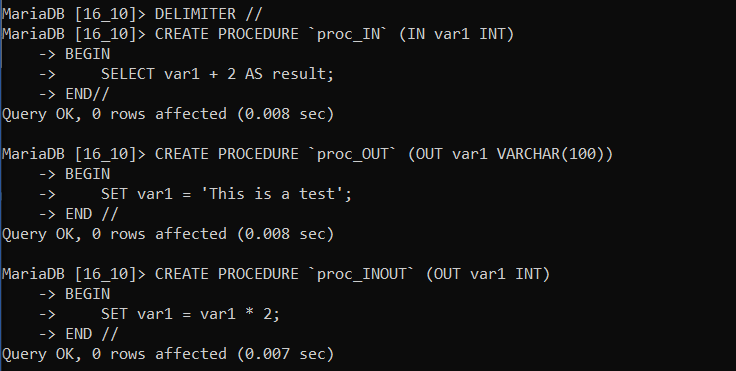 MariaDB [16_10]> DELIMITER //
MariaDB [16_10]> CREATE PROCEDURE `proc_IN` (IN var1 INT)
    -> BEGIN
    ->     SELECT var1 + 2 AS result;
    -> END//
Query OK, 0 rows affected (0.008 sec)

MariaDB [16_10]> CREATE PROCEDURE `proc_OUT` (OUT var1 VARCHAR(100))
    -> BEGIN
    ->     SET var1 = 'This is a test';
    -> END //
Query OK, 0 rows affected (0.008 sec)

MariaDB [16_10]> CREATE PROCEDURE `proc_INOUT` (OUT var1 INT)
    -> BEGIN
    ->     SET var1 = var1 * 2;
    -> END //
Query OK, 0 rows affected (0.007 sec)